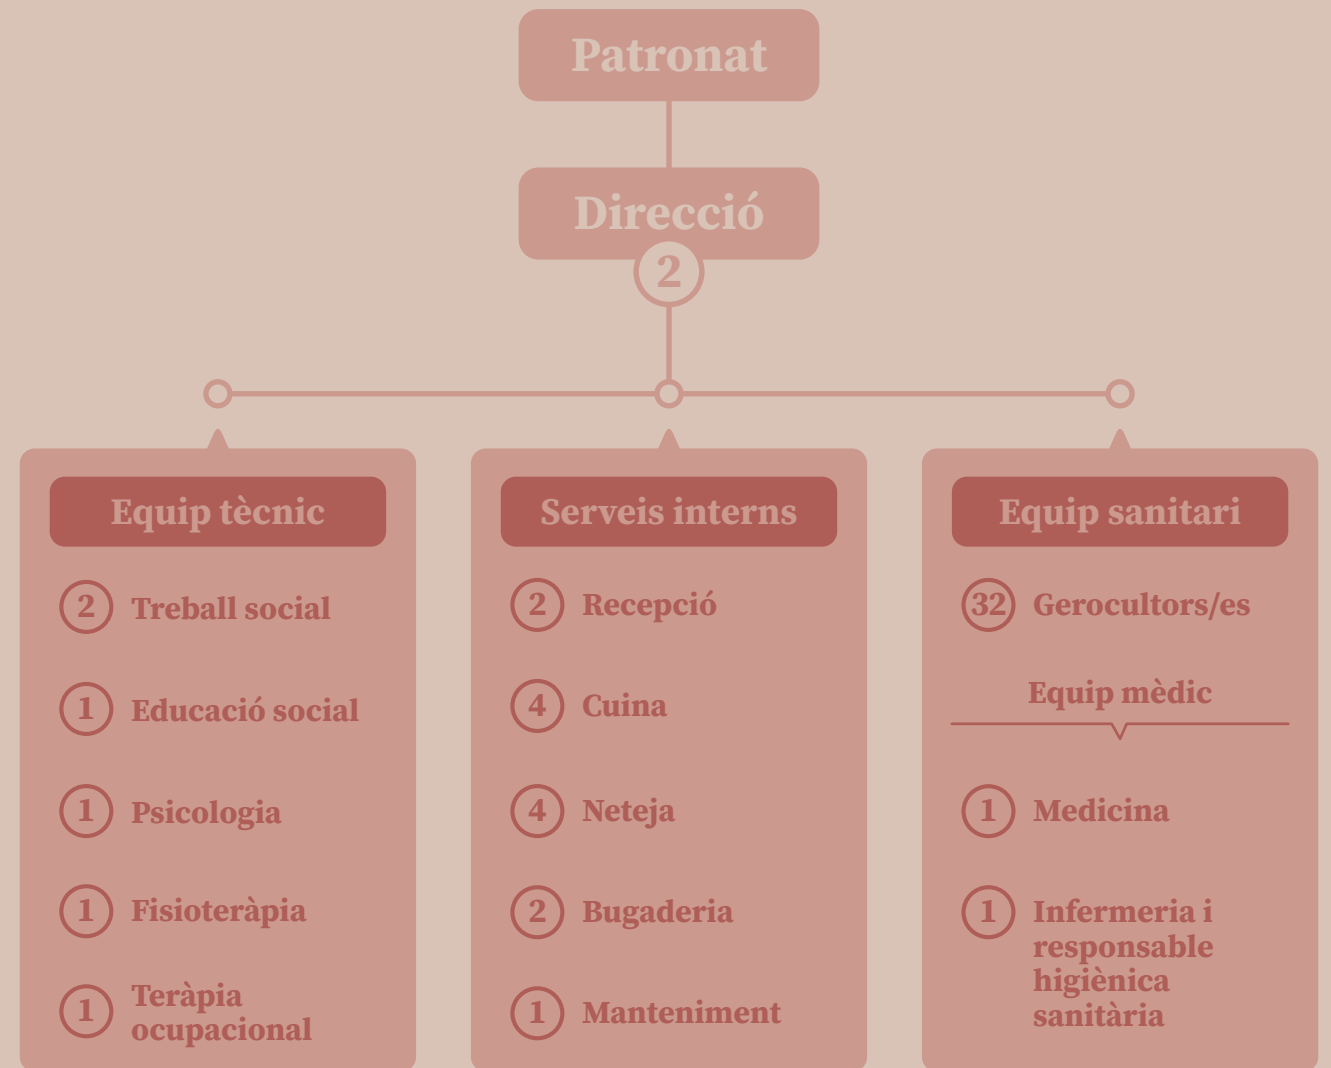 Patronat
Direcció
2
Equip tècnic
2 Treball social
1 Educació social
1 Psicologia
1 Fisioteràpia
1 Teràpia
ocupacional
Serveis interns
2 Recepció
4 Cuina
4 Neteja
2 Bugaderia
1 Manteniment
Equip sanitari
32 Gerocultors/es
Equip mèdic
1 Medicina
1 Infermeria i
responsable
higiènica
sanitària